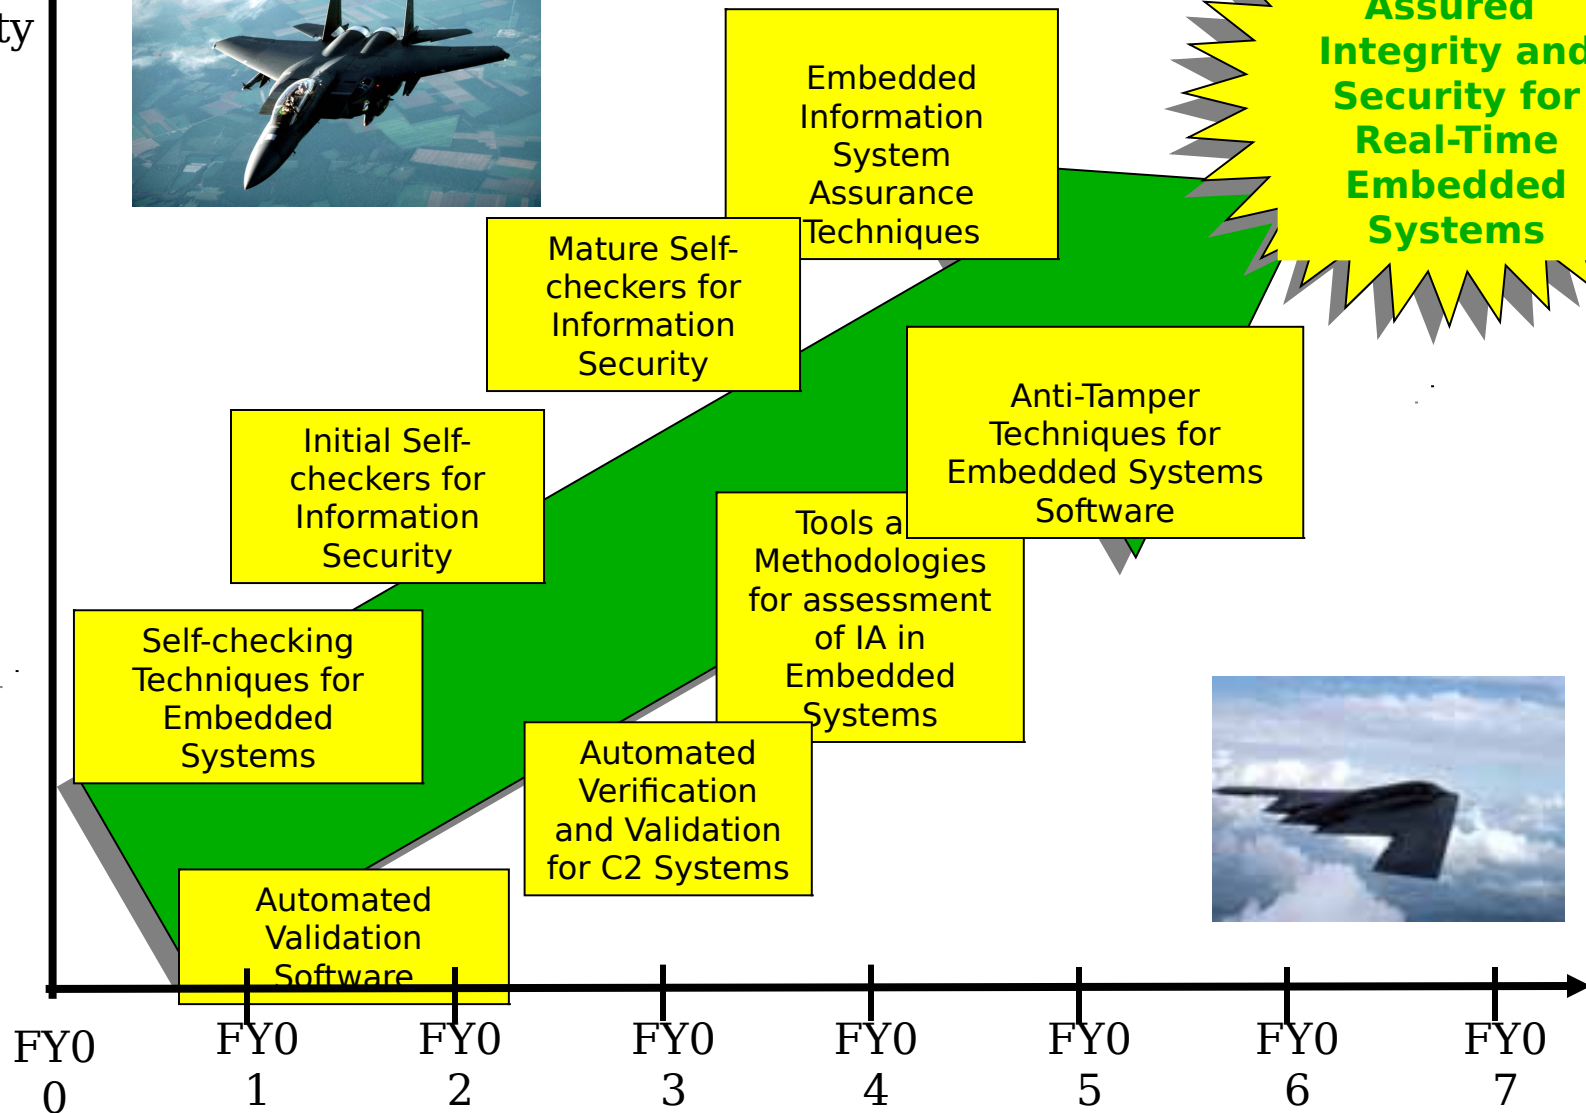 ty
Assured
Integrity and
Security for
Real-Time
Embedded
Systems
Embedded
Information
System
Assurance
Techniques
Mature Self-
checkers for
Information
Security
Anti-Tamper
Techniques for
Embedded Systems
Software
Initial Self-
checkers for
Information
Security
Tools a
Methodologies
for assessment
of IA in
Embedded
Systems
Self-checking
Techniques for
Embedded
Systems
Automated
Verification
and Validation
for C2 Systems
Automated
Validation
Software
FY0 FY0 FY0 FY0 FY0 FY0 FY0 FY0
0 1 2 3 4 5 6 7